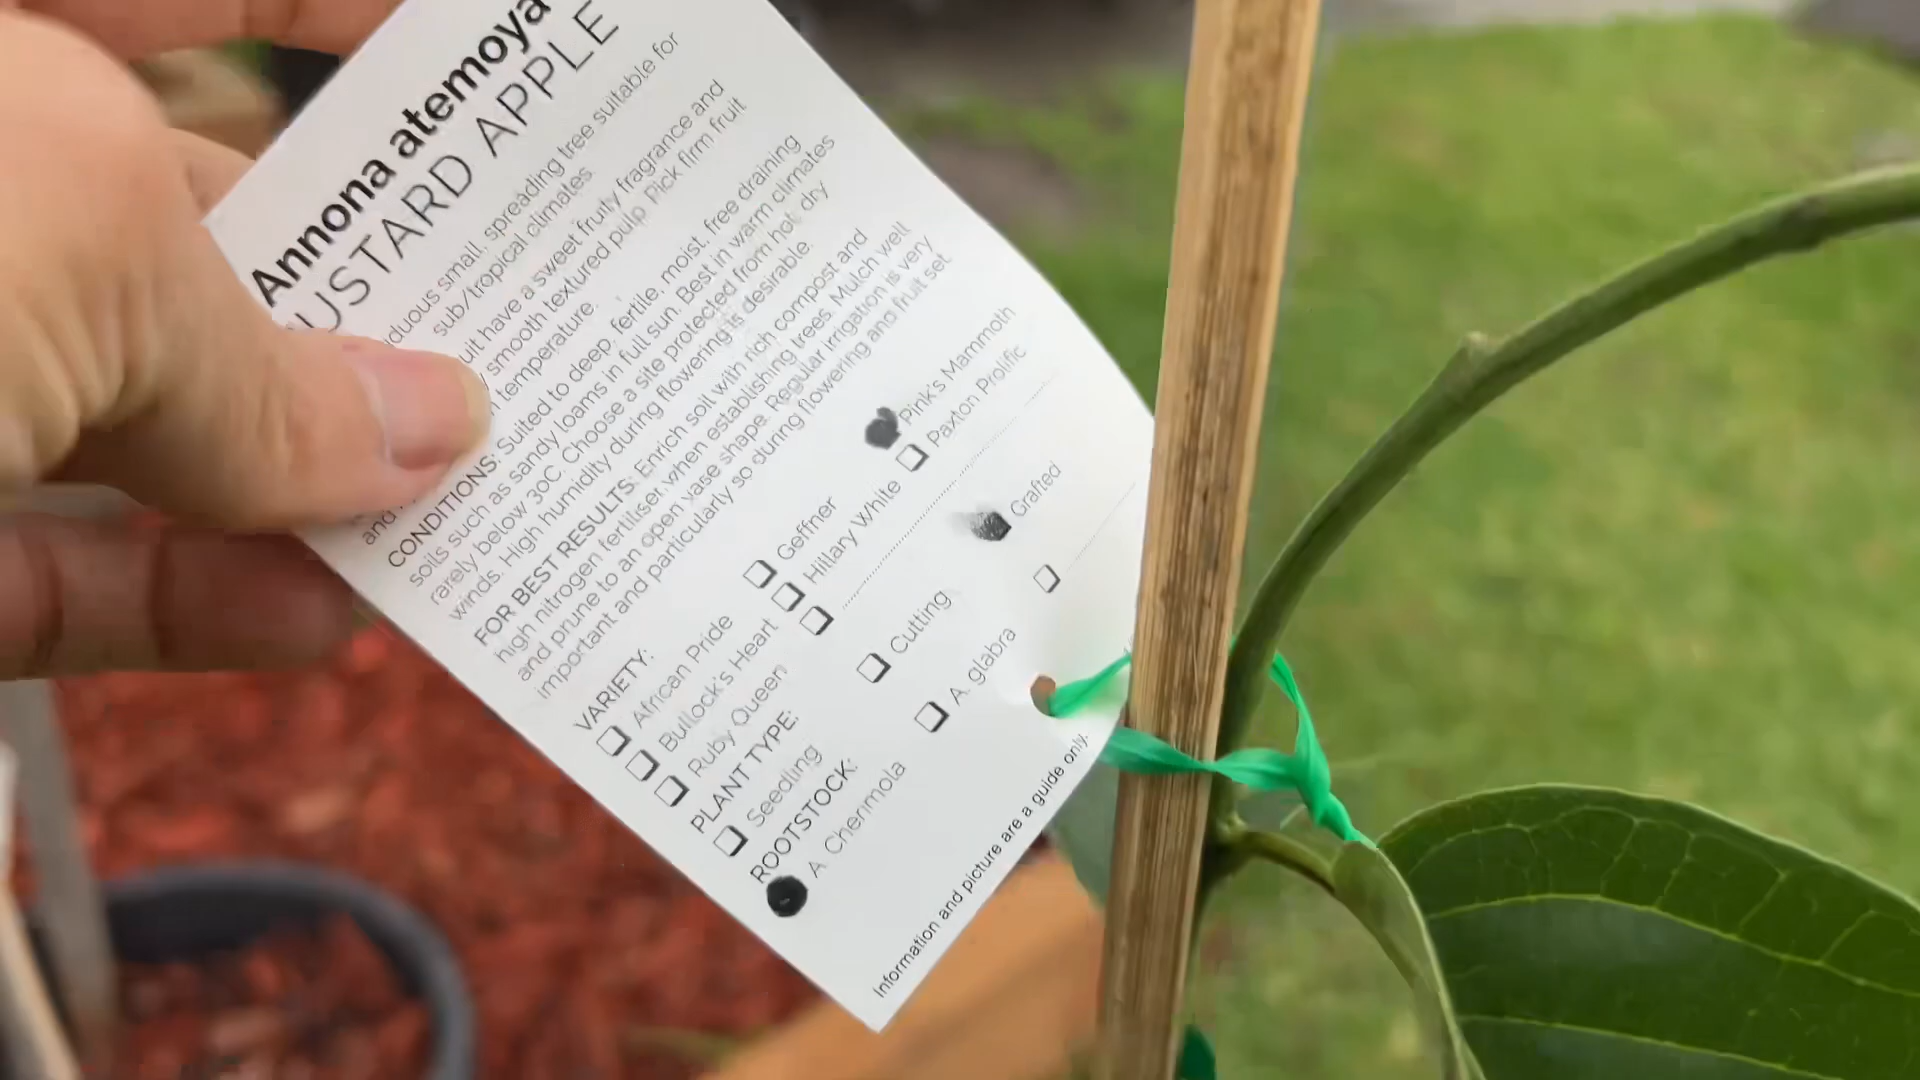 Annona atemoya
USTARD APPLE
iduous small, spreading tree suitable for
sub/tropical climates.
uit have a sweet fruity fragrance and
smooth textured pulp. Pick firm fruit
temperature.
and
CONDITIONS: Suited to deep, fertile, moist, free draining
soils such as sandy loams in full sun. Best in warm climates
rarely below 30C. Choose a site protected from hot, dry
winds. High humidity during flowering is desirable.
FOR BEST RESULTS: Enrich soil with rich compost and
high nitrogen fertiliser when establishing trees. Mulch well
and prune to an open vase shape. Regular irrigation is very
important and particularly so during flowering and fruit set.
VARIETY:
African Pride Geffner Pink's Mammoth
Bullock's Heart Hillary White Paxton Prolific
Ruby Queen
PLANT TYPE:
Seedling Cutting Grafted
ROOTSTOCK:
A. Cherimola A. glabra
Information and picture are a guide only.